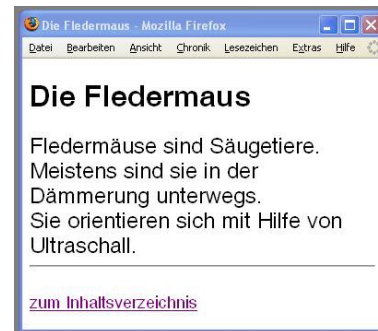 Die Fledermaus - Mozilla Firefox
Datei Bearbeiten Ansicht Chronik Lesezeichen Extras Hilfe
Die Fledermaus
Fledermäuse sind Säugetiere.
Meistens sind sie in der
Dämmerung unterwegs.
Sie orientieren sich mit Hilfe von
Ultraschall.
zum Inhaltsverzeichnis